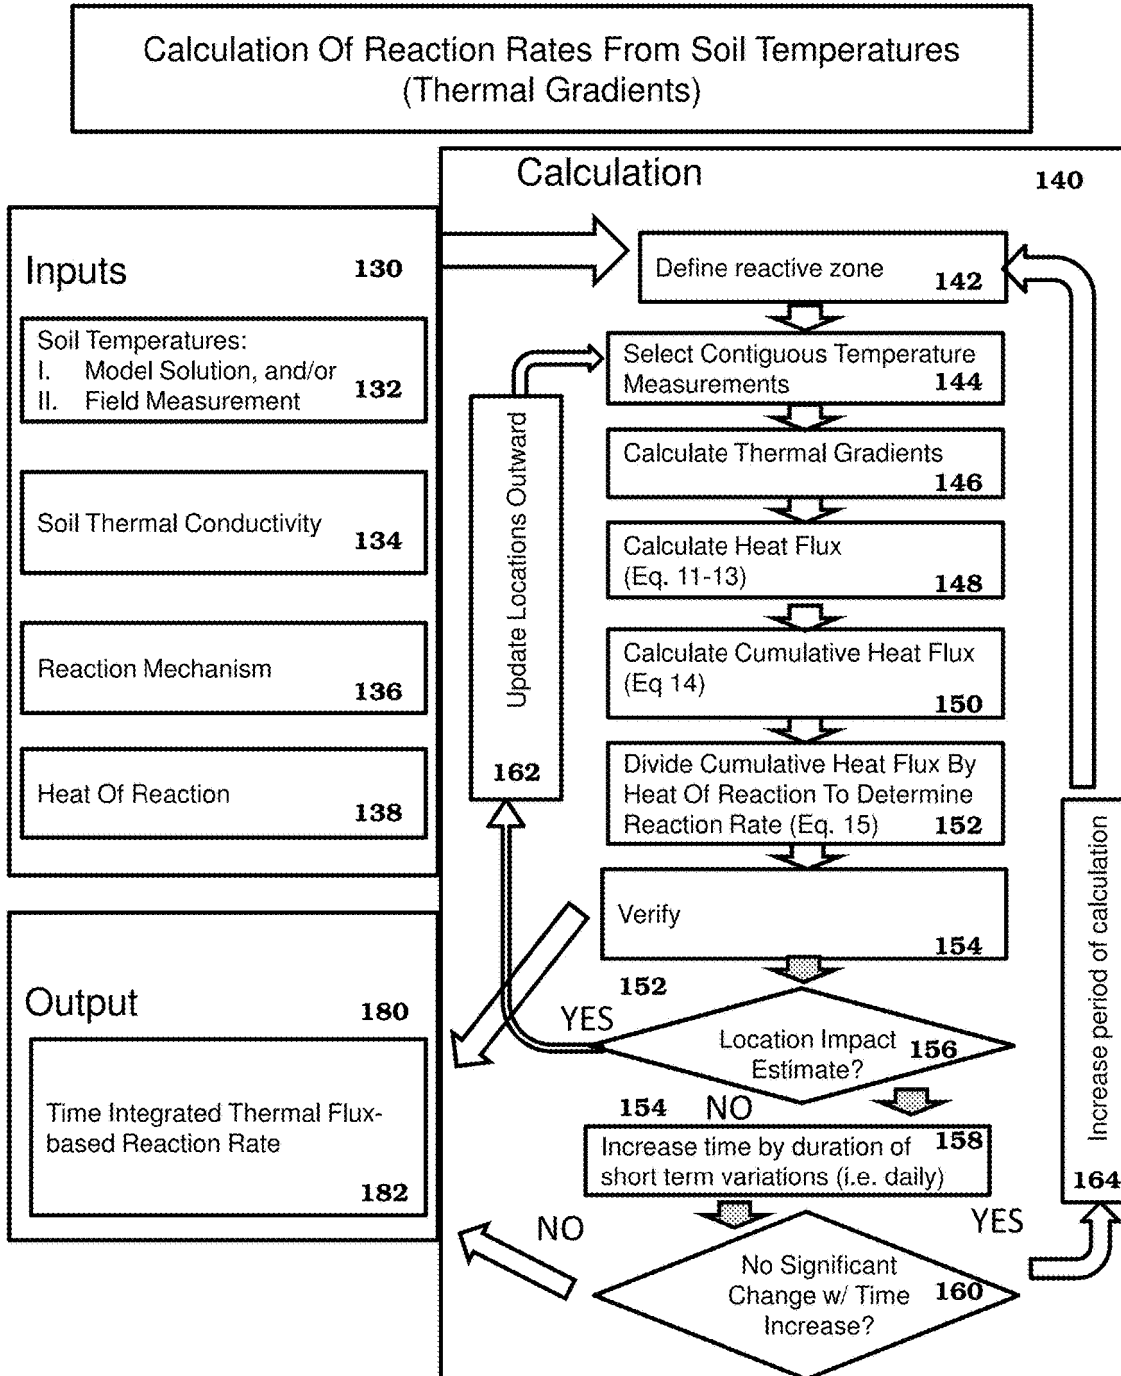 Calculation Of Reaction Rates From Soil Temperatures
(Thermal Gradients)
Calculation
140
Inputs
130
Soil Temperatures:
I. Model Solution, and/or
II. Field Measurement
132
Soil Thermal Conductivity
134
Reaction Mechanism
136
Heat Of Reaction
138
Output
180
Time Integrated Thermal Flux-
based Reaction Rate
182
Define reactive zone
142
Select Contiguous Temperature
Measurements
144
Calculate Thermal Gradients
146
Calculate Heat Flux
(Eq. 11-13)
148
Calculate Cumulative Heat Flux
(Eq 14)
150
Divide Cumulative Heat Flux By
Heat Of Reaction To Determine
Reaction Rate (Eq. 15)
152
Verify
154
152
YES
Location Impact
Estimate?
156
154
NO
Increase time by duration of
short term variations (i.e. daily)
158
NO
YES
No Significant
Change w/ Time
Increase?
160
Update Locations Outward
162
Increase period of calculation
164